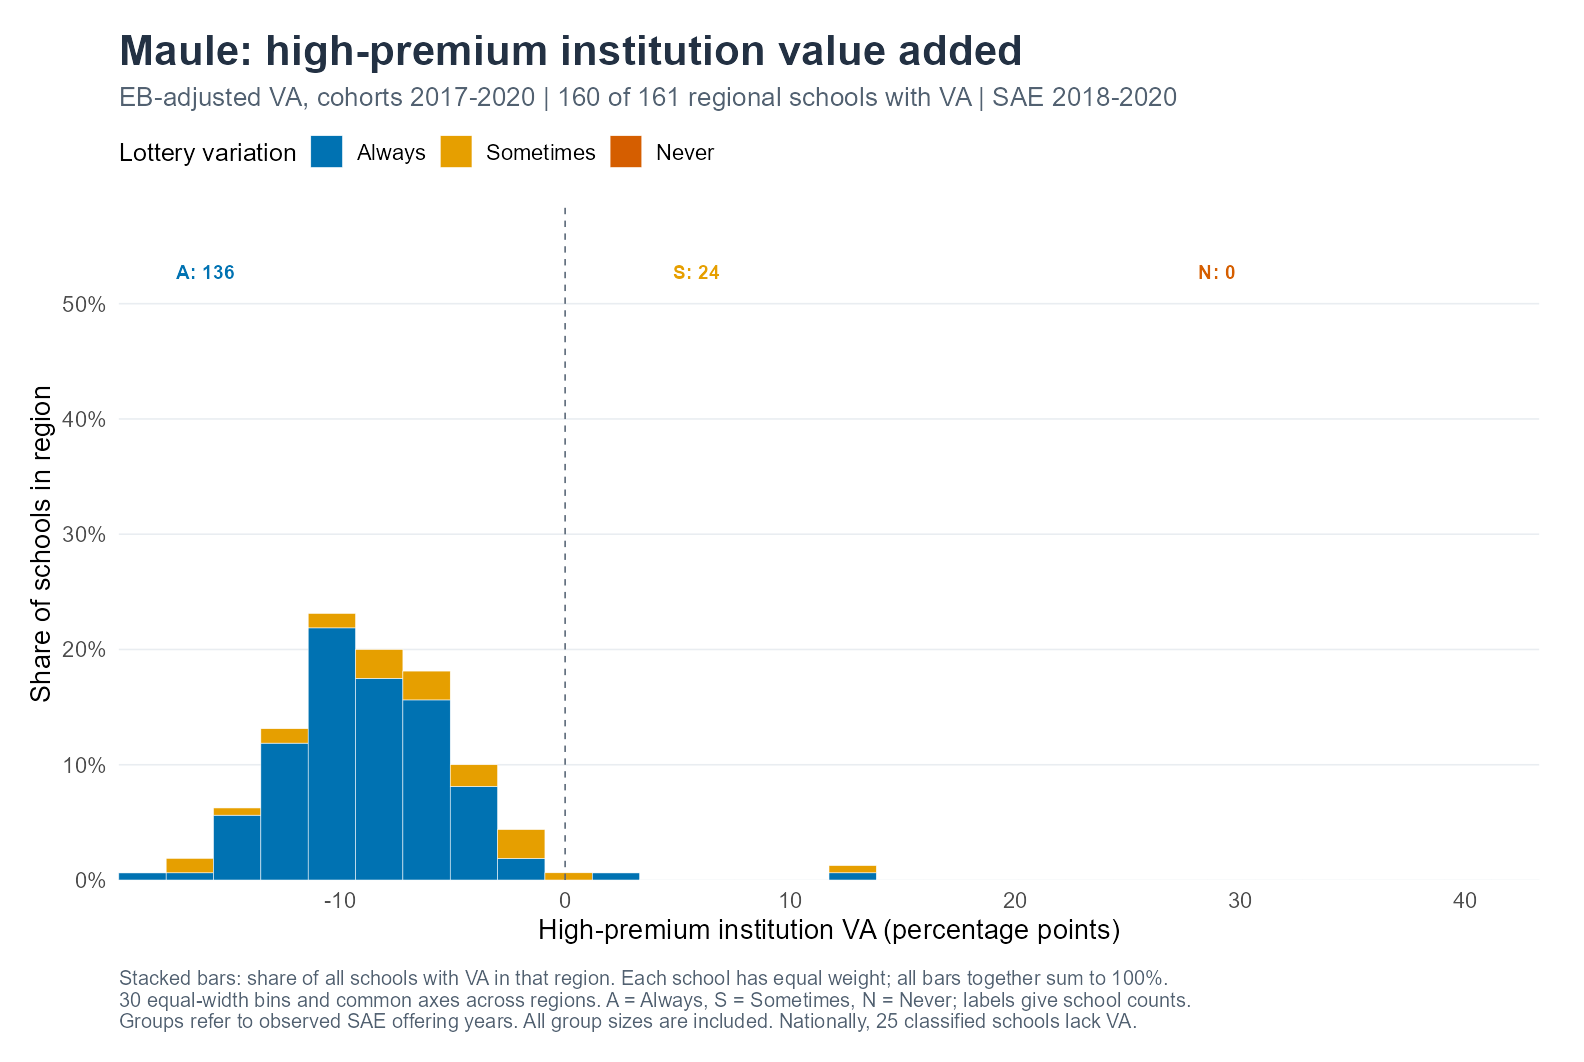 Maule: high-premium institution value added
EB-adjusted VA, cohorts 2017-2020 | 160 of 161 regional schools with VA | SAE 2018-2020
Lottery variation Always Sometimes Never
A: 136 S: 24 N: 0
50%
40%
30%
20%
10%
0%
Share of schools in region
-10 0 10 20 30 40
High-premium institution VA (percentage points)
Stacked bars: share of all schools with VA in that region. Each school has equal weight; all bars together sum to 100%.
30 equal-width bins and common axes across regions. A = Always, S = Sometimes, N = Never; labels give school counts.
Groups refer to observed SAE offering years. All group sizes are included. Nationally, 25 classified schools lack VA.